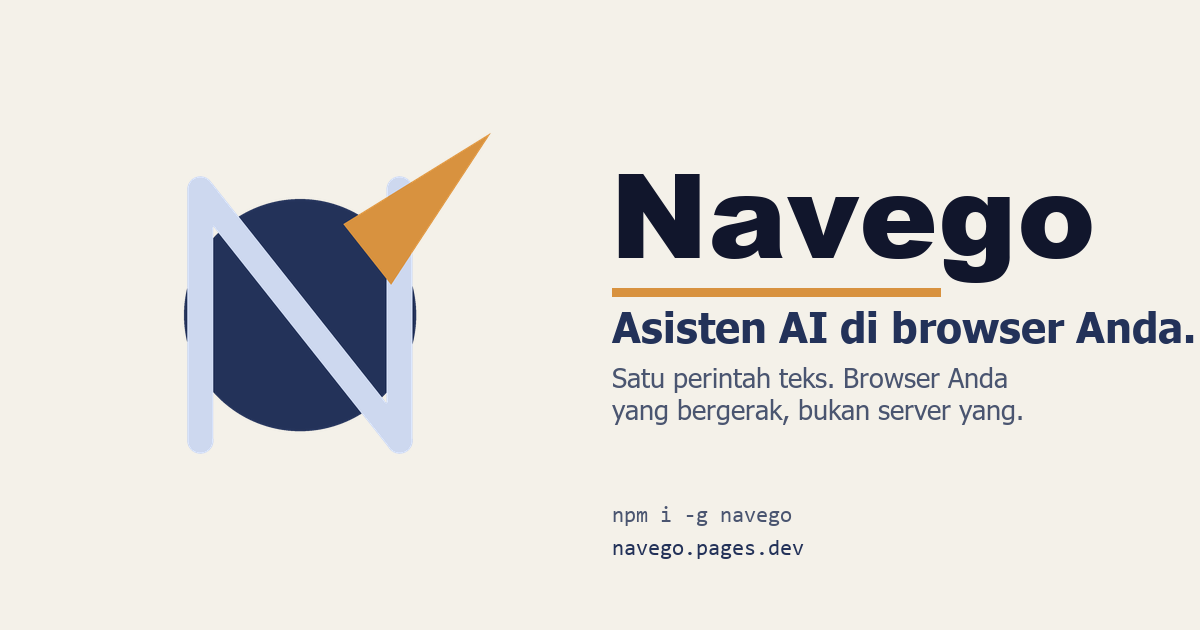 Navego
Asisten AI di browser Anda.
Satu perintah teks. Browser Anda
yang bergerak, bukan server yang.
npm i -g navego
navego.pages.dev